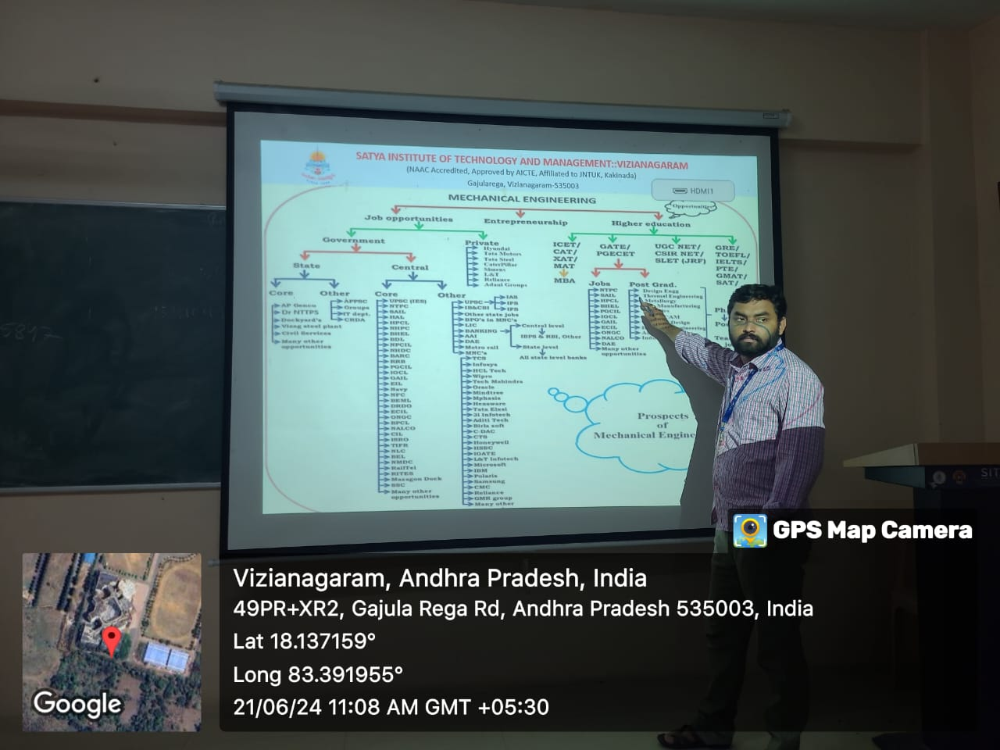 SATYA INSTITUTE OF TECHNOLOGY AND MANAGEMENT::VIZIANAGARAM
(NAAC Accredited, Approved by AICTE, Affiliated to JNTUK, Kakinada)
Gajularega, Vizianagaram-535003
HDMI1
MECHANICAL ENGINEERING
Opportunities
Job opportunities
Entrepreneurship
Higher education
Government
Private
Hyundai
Tata Motors
Tata Steel
CaterPillar
L&T
Reliance
Adani Groups
State
Central
Core
AP Genco
Dr NTTPS
Dockyard's
Vizag steel plant
Civil Services
Many other
opportunities
Other
APPSC
Groups
IT dept.
CRDA
Core
UPSC (IES)
NTPC
SAIL
HAL
HPCL
NHPC
BHEL
BDL
NPCIL
NHDC
BARC
RRB
PGCIL
IOCL
GAIL
EIL
Navy
NFC
BEML
DRDO
ECIL
ONGC
BPCL
NALCO
CIL
ISRO
TIFR
NLC
BEL
NMDC
RailTel
RITES
Mazagon Dock
SSC
Many other
opportunities
Other
UPSC
IAS
IPS
IFS
IB&CBI
Other state jobs
BPO's in MNC's
LIC
BANKING
Central level
IBPS & RBI, Other
State level
All state level banks
AAI
DAE
Metro rail
MNC's
TCS
Infosys
HCL Tech
Wipro
Tech Mahindra
Oracle
Mindtree
Mphasis
Hexaware
Tata Elxsi
3i Infotech
Aditi Tech
Birla soft
C-DAC
CTS
Honeywell
HSBC
IGATE
L&T Infotech
Microsoft
IBM
Polaris
Samsung
CMC
Reliance
GMR group
Many other
ICET/
CAT/
XAT/
MAT
MBA
GATE/
PGECET
Jobs
NTPC
SAIL
HPCL
BHEL
PGCIL
IOCL
GAIL
ECIL
ONGC
NALCO
DAE
Many other
opportunities
Post Grad.
Design Engg
Thermal Engineering
Metallurgy
Manufacturing
Design
UGC NET/
CSIR NET/
SLET (JRF)
GRE/
TOEFL/
IELTS/
PTE/
GMAT/
SAT/
Prospects
of
Mechanical Engine
GPS Map Camera
Vizianagaram, Andhra Pradesh, India
49PR+XR2, Gajula Rega Rd, Andhra Pradesh 535003, India
Lat 18.137159°
Long 83.391955°
21/06/24 11:08 AM GMT +05:30
Google